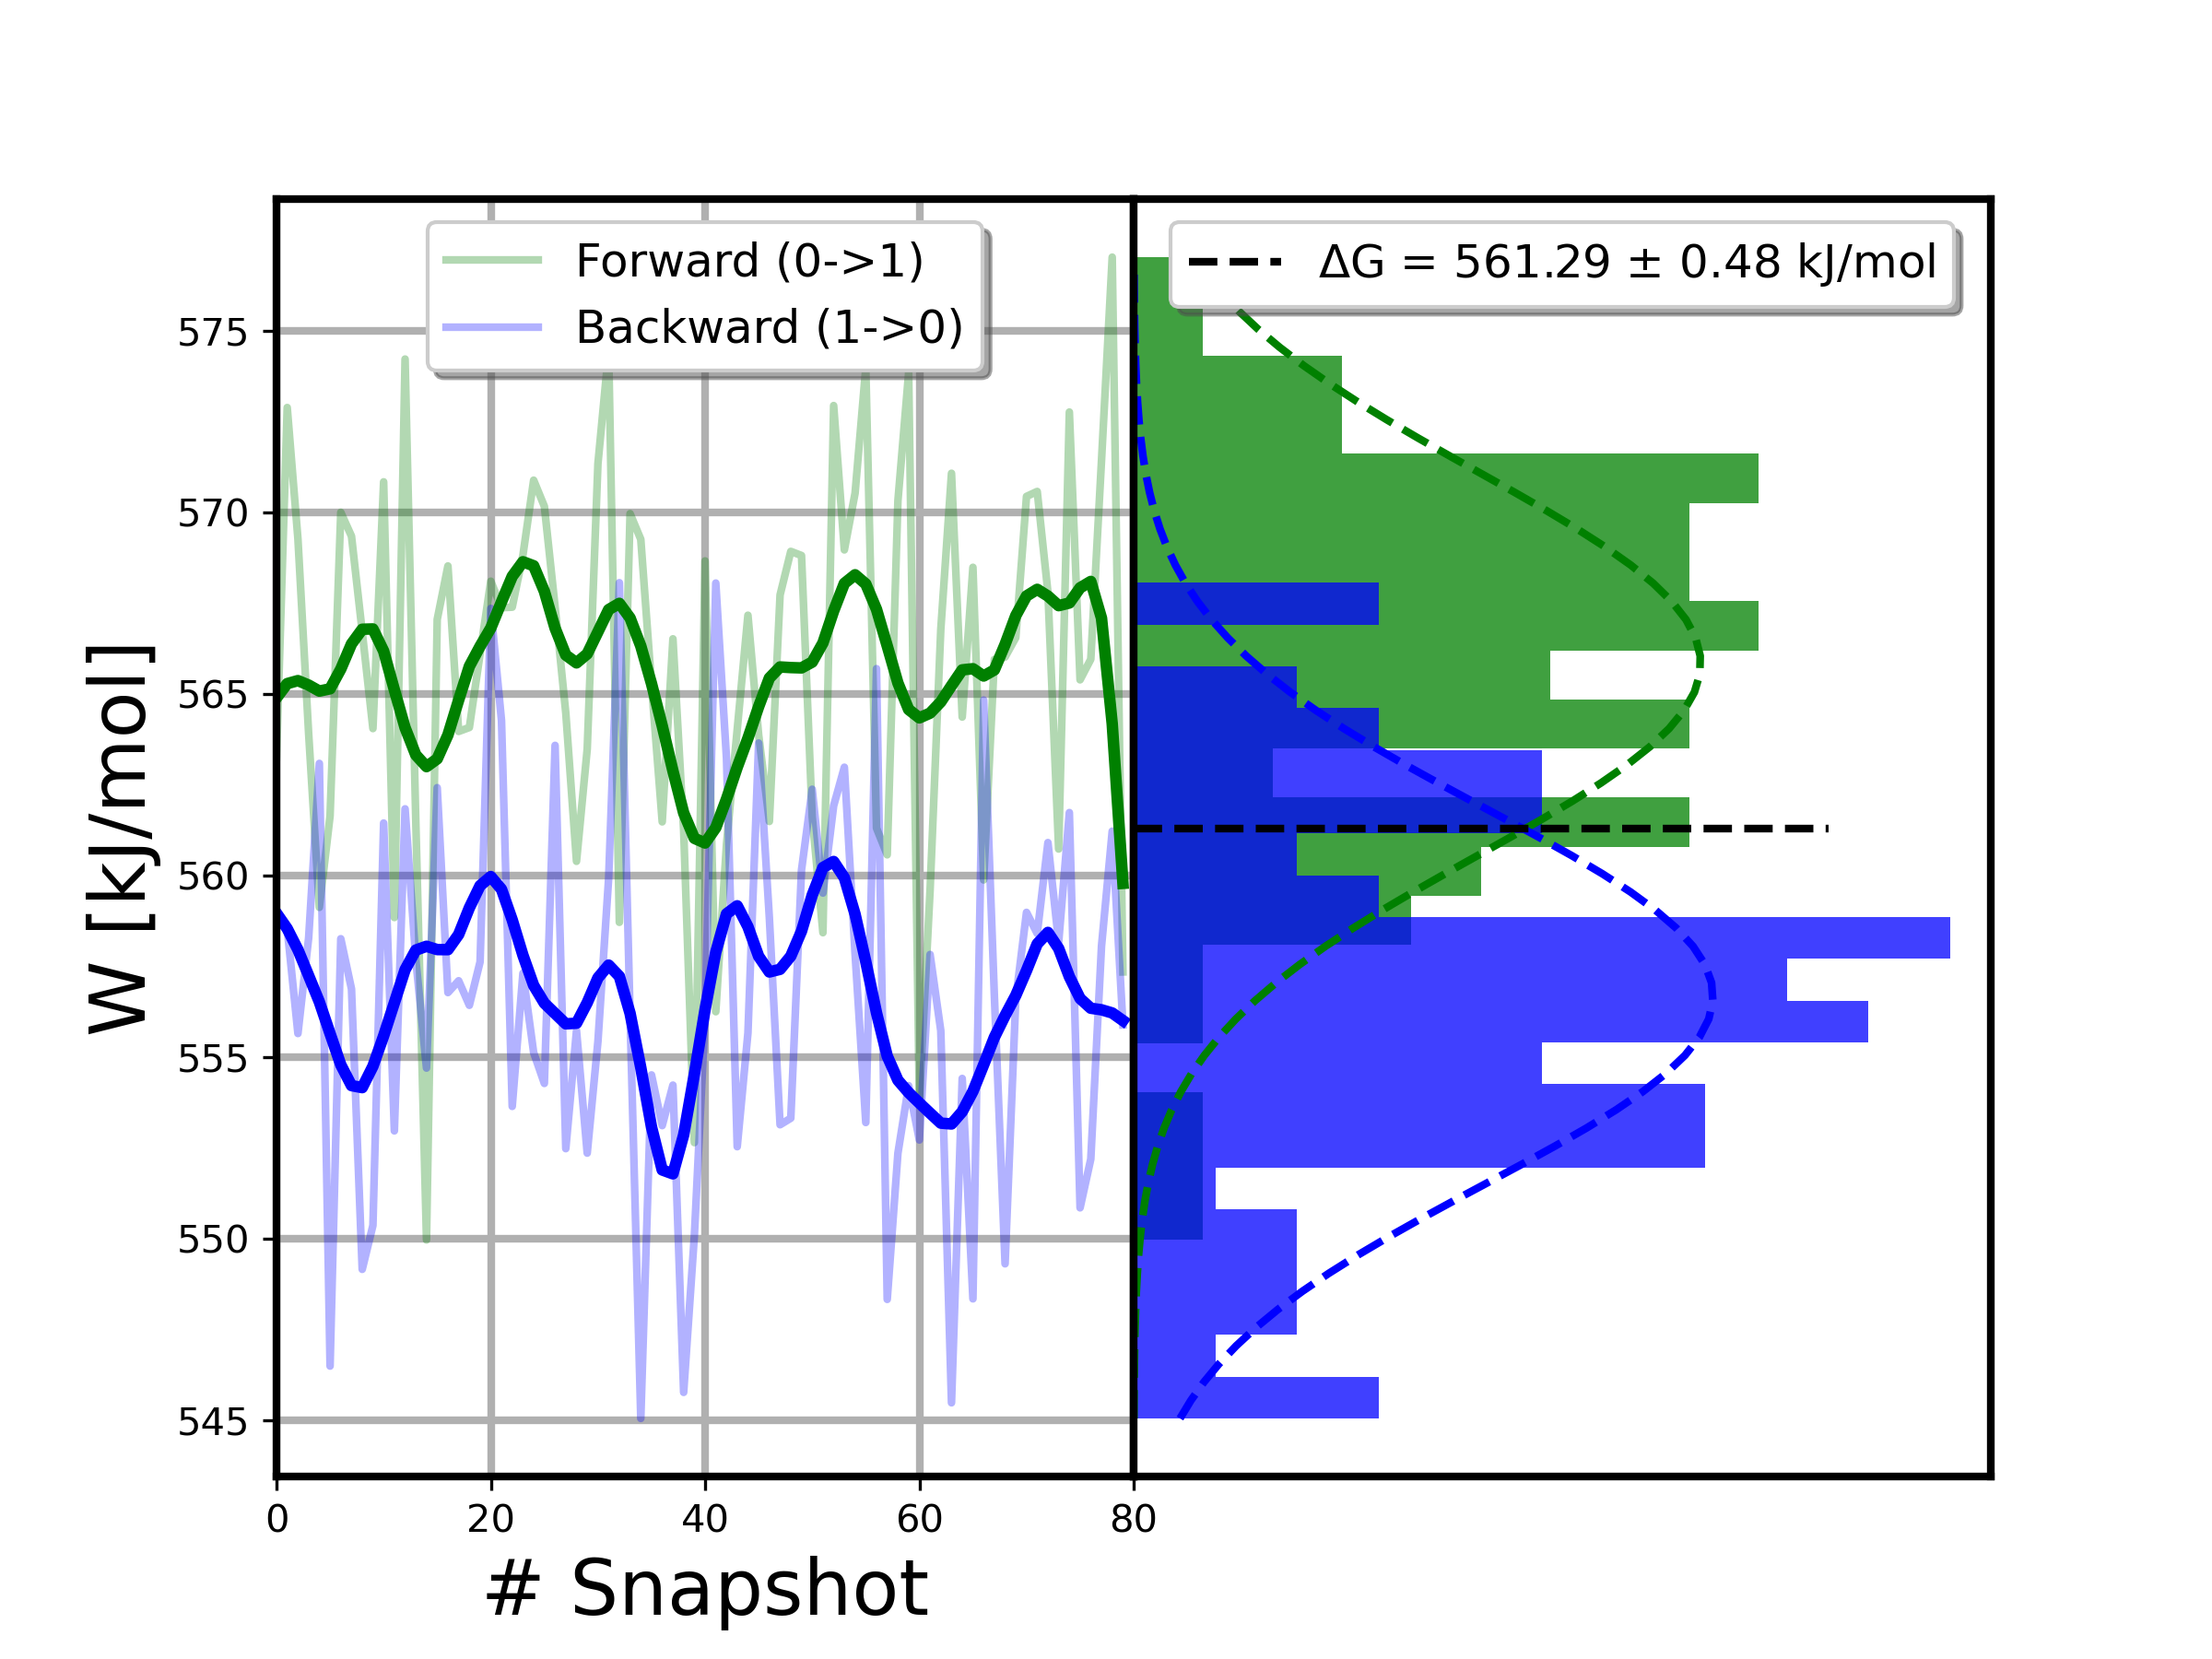 Forward (0->1)
Backward (1->0)
ΔG = 561.29 ± 0.48 kJ/mol
575
570
565
560
555
550
545
W [kJ/mol]
0 20 40 60 80
# Snapshot